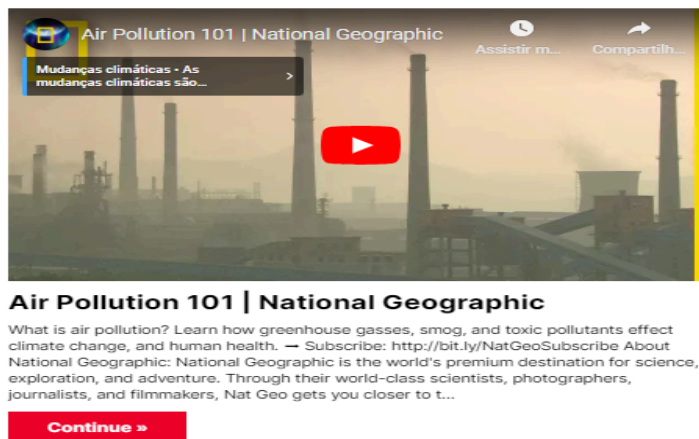 Air Pollution 101 | National Geographic
Assistir m...
Compartilh...
Mudanças climáticas - As
mudanças climáticas são...
Air Pollution 101 | National Geographic
What is air pollution? Learn how greenhouse gasses, smog, and toxic pollutants effect
climate change, and human health. ➡ Subscribe: http://bit.ly/NatGeoSubscribe About
National Geographic: National Geographic is the world's premium destination for science,
exploration, and adventure. Through their world-class scientists, photographers,
journalists, and filmmakers, Nat Geo gets you closer to t...
Continue »